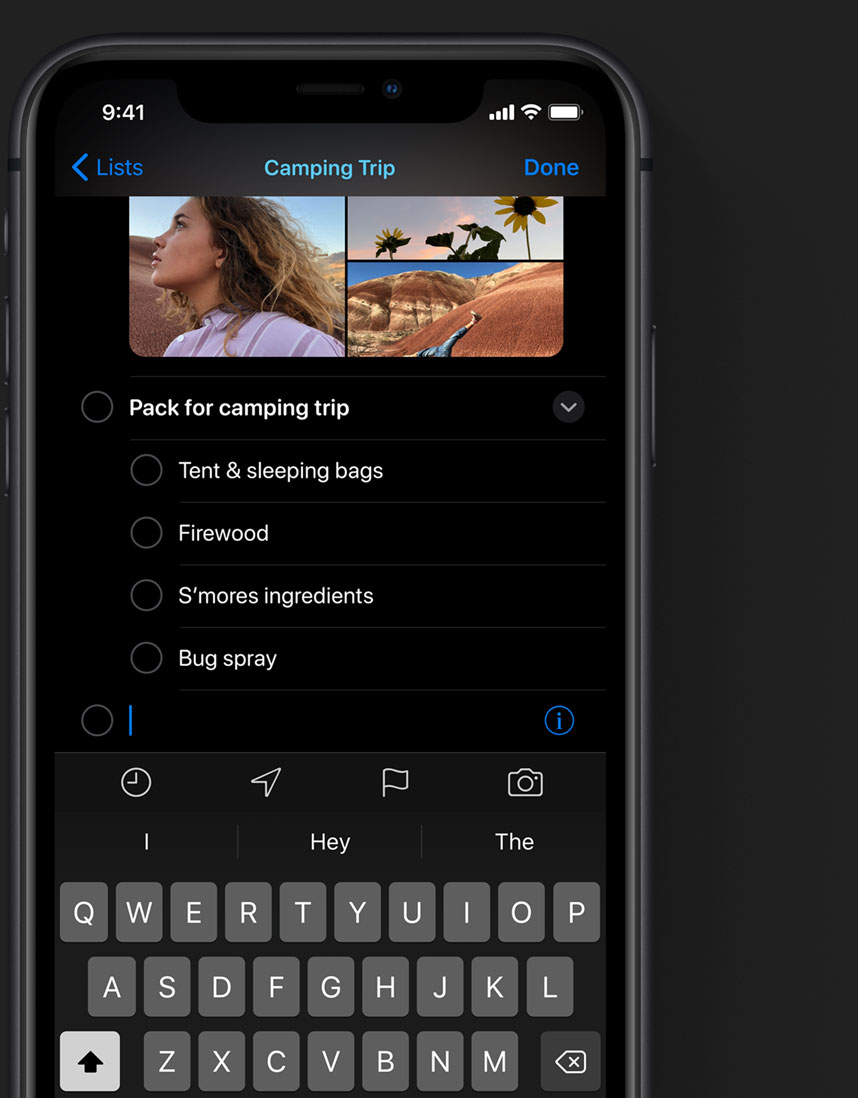 9:41
Lists Camping Trip Done
Pack for camping trip
Tent & sleeping bags
Firewood
S’mores ingredients
Bug spray
I Hey The
Q W E R T Y U I O P
A S D F G H J K L
Z X C V B N M